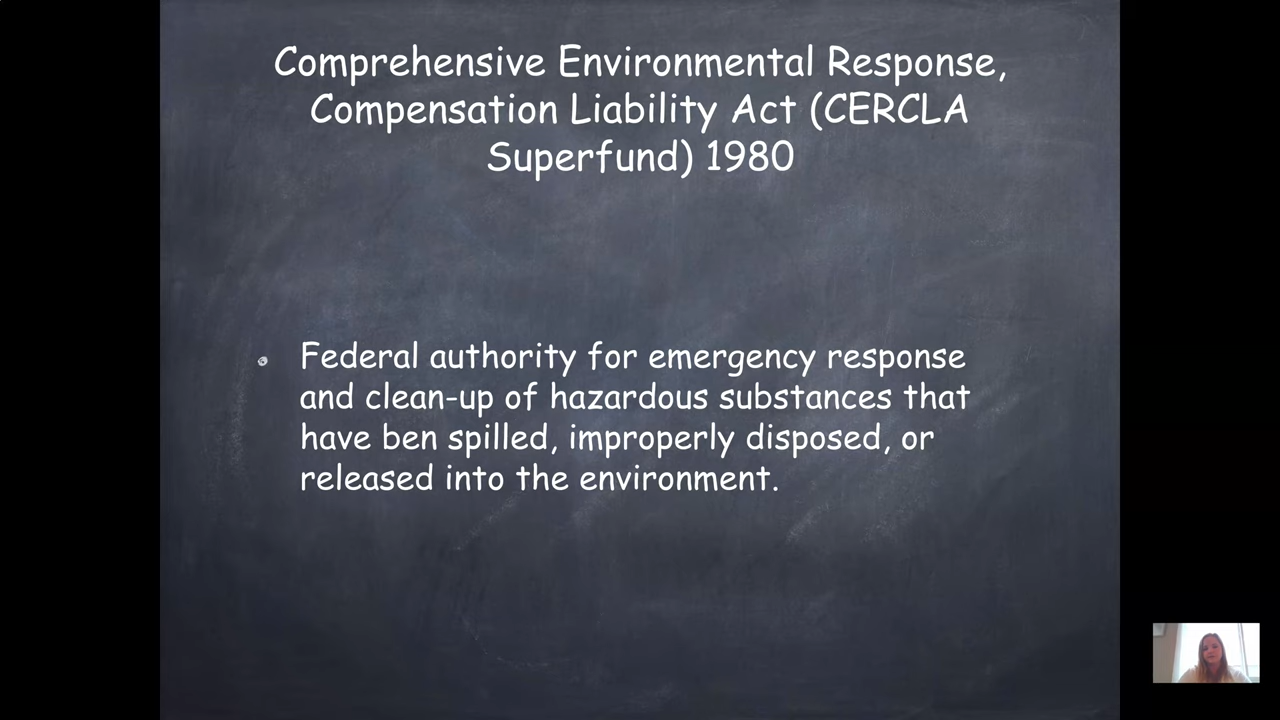 Comprehensive Environmental Response,
Compensation Liability Act (CERCLA
Superfund) 1980
Federal authority for emergency response
and clean-up of hazardous substances that
have ben spilled, improperly disposed, or
released into the environment.